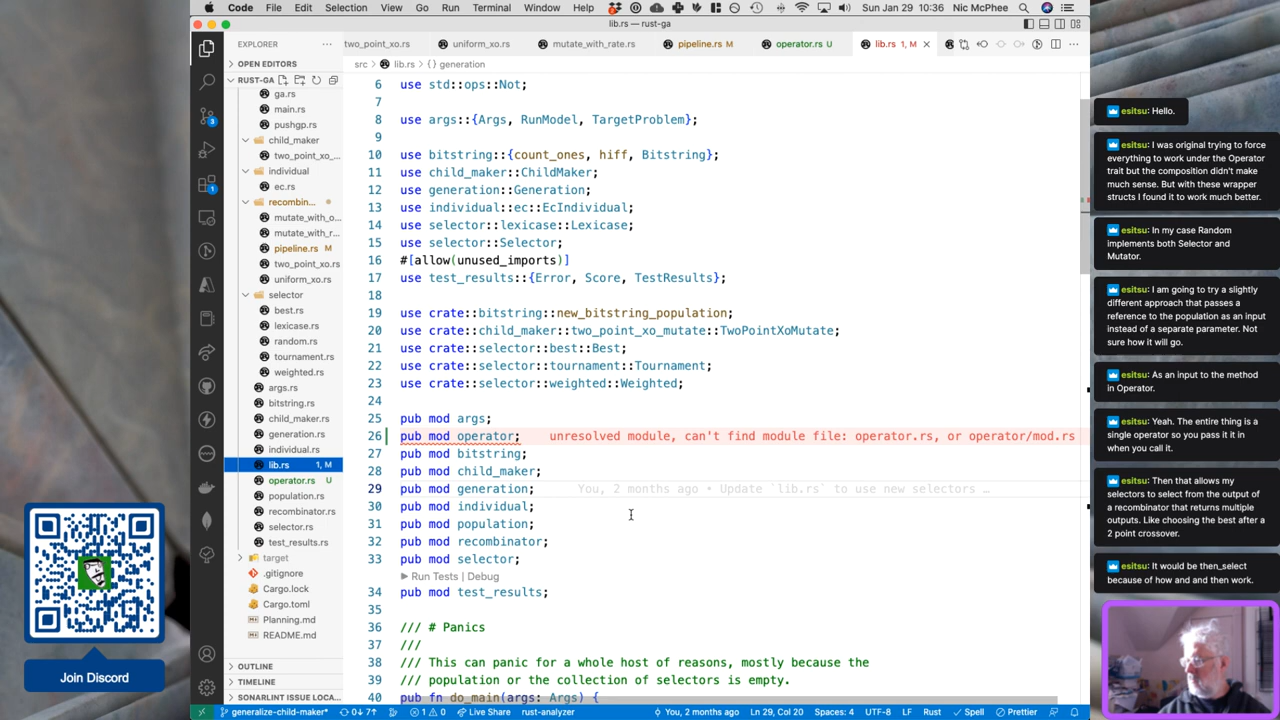 Code File Edit Selection View Go Run Terminal Window Help Sun Jan 29 10:36 Nic McPhee
lib.rs — rust-ga
EXPLORER
two_point_xo.rs uniform_xo.rs mutate_with_rate.rs pipeline.rs M operator.rs U lib.rs 1, M
OPEN EDITORS
src > lib.rs > {} generation
RUST-GA
ga.rs
main.rs
pushgp.rs
child_maker
two_point_xo_...
individual
ec.rs
recombin...
mutate_with_o...
mutate_with_r...
pipeline.rs M
two_point_xo.rs
uniform_xo.rs
selector
best.rs
lexicase.rs
random.rs
tournament.rs
weighted.rs
args.rs
bitstring.rs
child_maker.rs
generation.rs
individual.rs
lib.rs 1, M
operator.rs U
population.rs
recombinator.rs
selector.rs
test_results.rs
target
.gitignore
Cargo.lock
Cargo.toml
Planning.md
README.md
OUTLINE
TIMELINE
SONARLINT ISSUE LOCA...
6 use std::ops::Not;
7
8 use args::{Args, RunModel, TargetProblem};
9
10 use bitstring::{count_ones, hiff, Bitstring};
11 use child_maker::ChildMaker;
12 use generation::Generation;
13 use individual::ec::EcIndividual;
14 use selector::lexicase::Lexicase;
15 use selector::Selector;
16 #[allow(unused_imports)]
17 use test_results::{Error, Score, TestResults};
18
19 use crate::bitstring::new_bitstring_population;
20 use crate::child_maker::two_point_xo_mutate::TwoPointXoMutate;
21 use crate::selector::best::Best;
22 use crate::selector::tournament::Tournament;
23 use crate::selector::weighted::Weighted;
24
25 pub mod args;
26 pub mod operator; unresolved module, can't find module file: operator.rs, or operator/mod.rs
27 pub mod bitstring;
28 pub mod child_maker;
29 pub mod generation; You, 2 months ago • Update `lib.rs` to use new selectors …
30 pub mod individual;
31 pub mod population;
32 pub mod recombinator;
33 pub mod selector;
Run Tests | Debug
34 pub mod test_results;
35
36 /// # Panics
37 ///
38 /// This can panic for a whole host of reasons, mostly because the
39 /// population or the collection of selectors is empty.
40 pub fn do_main(args: Args) {
generalize-child-maker* 0↓ 7↑ 1 0 Live Share rust-analyzer You, 2 months ago Ln 29, Col 20 Spaces: 4 UTF-8 LF Rust Spell Prettier
3
1
Join Discord
esitsu: Hello.
esitsu: I was original trying to force
everything to work under the Operator
trait but the composition didn't make
much sense. But with these wrapper
structs I found it to work much better.
esitsu: In my case Random
implements both Selector and
Mutator.
esitsu: I am going to try a slightly
different approach that passes a
reference to the population as an input
instead of a separate parameter. Not
sure how it will go.
esitsu: As an input to the method
in Operator.
esitsu: Yeah. The entire thing is a
single operator so you pass it it in
when you call it.
esitsu: Then that allows my
selectors to select from the output of
a recombinator that returns multiple
outputs. Like choosing the best after a
2 point crossover.
esitsu: It would be then_select
because of how and and then work.